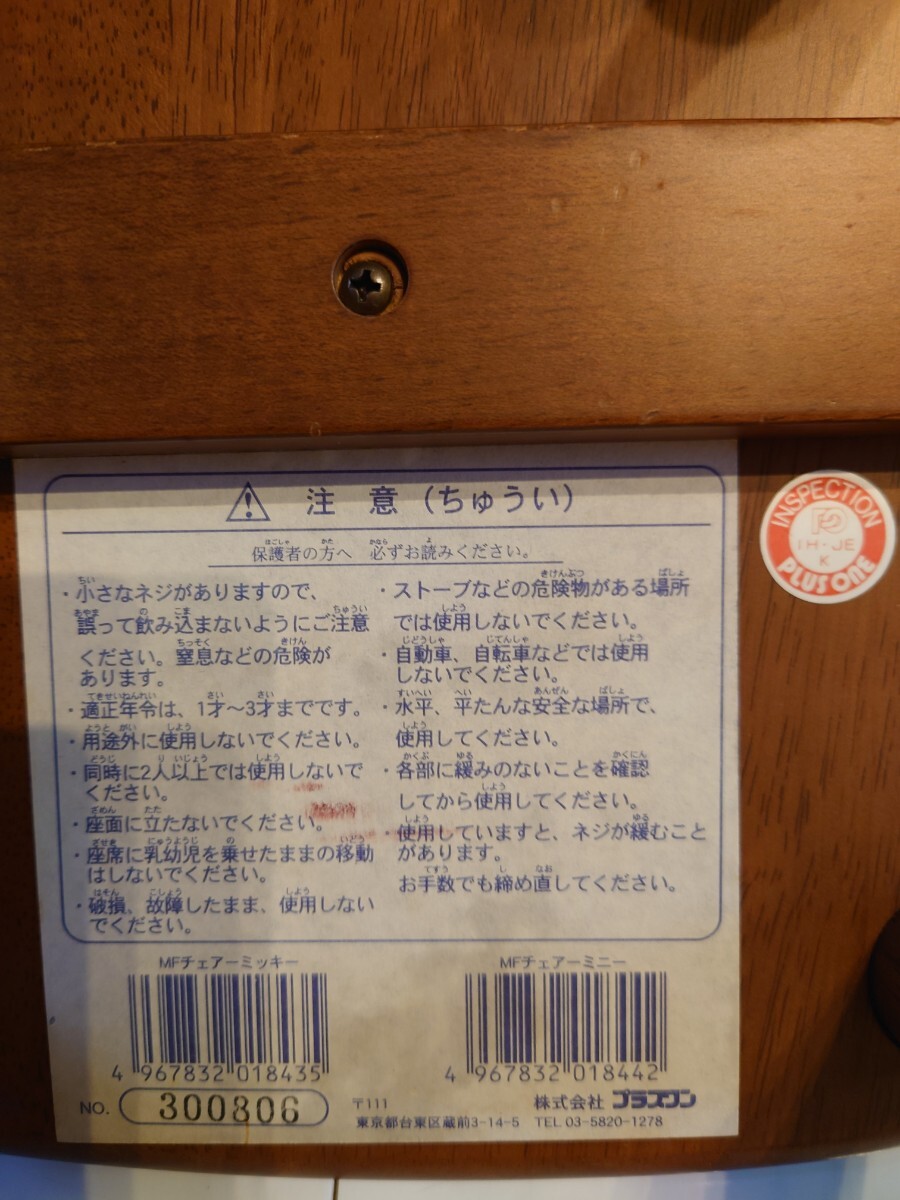 注 意 (ちゅうい)
保護者の方へ 必ずお読みください。
・小さなネジがありますので、
誤って飲み込まないようにご注意
ください。窒息などの危険が
あります。
・適正年令は、1才〜3才までです。
・用途外に使用しないでください。
・同時に2人以上では使用しないで
ください。
・座面に立たないでください。
・座席に乳幼児を乗せたままの移動
はしないでください。
・破損、故障したまま、使用しない
でください。
・ストーブなどの危険物がある場所
では使用しないでください。
・自動車、自転車などでは使用
しないでください。
・水平、平たんな安全な場所で、
使用してください。
・各部に緩みのないことを確認
してから使用してください。
・使用していますと、ネジが緩むこと
があります。
お手数でも締め直してください。
MFチェアーミッキー
4 967832 018435
MFチェアーミニー
4 967832 018442
NO. 300306
〒111
株式会社 プラスワン
東京都台東区蔵前3-14-5 TEL 03-5820-1278
INSPECTION
IH-JE
K
PLUS ONE